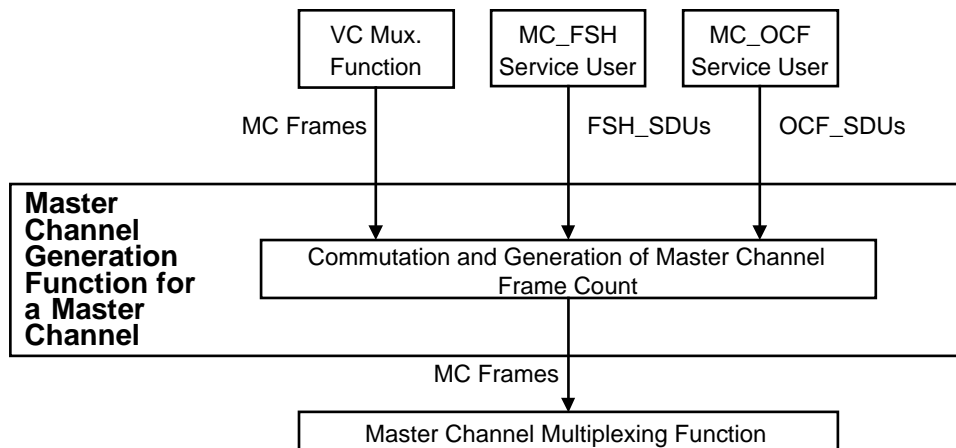 VC Mux.
Function
MC_FSH
Service User
MC_OCF
Service User
MC Frames
FSH_SDUs
OCF_SDUs
Master
Channel
Generation
Function for
a Master
Channel
Commutation and Generation of Master Channel
Frame Count
MC Frames
Master Channel Multiplexing Function